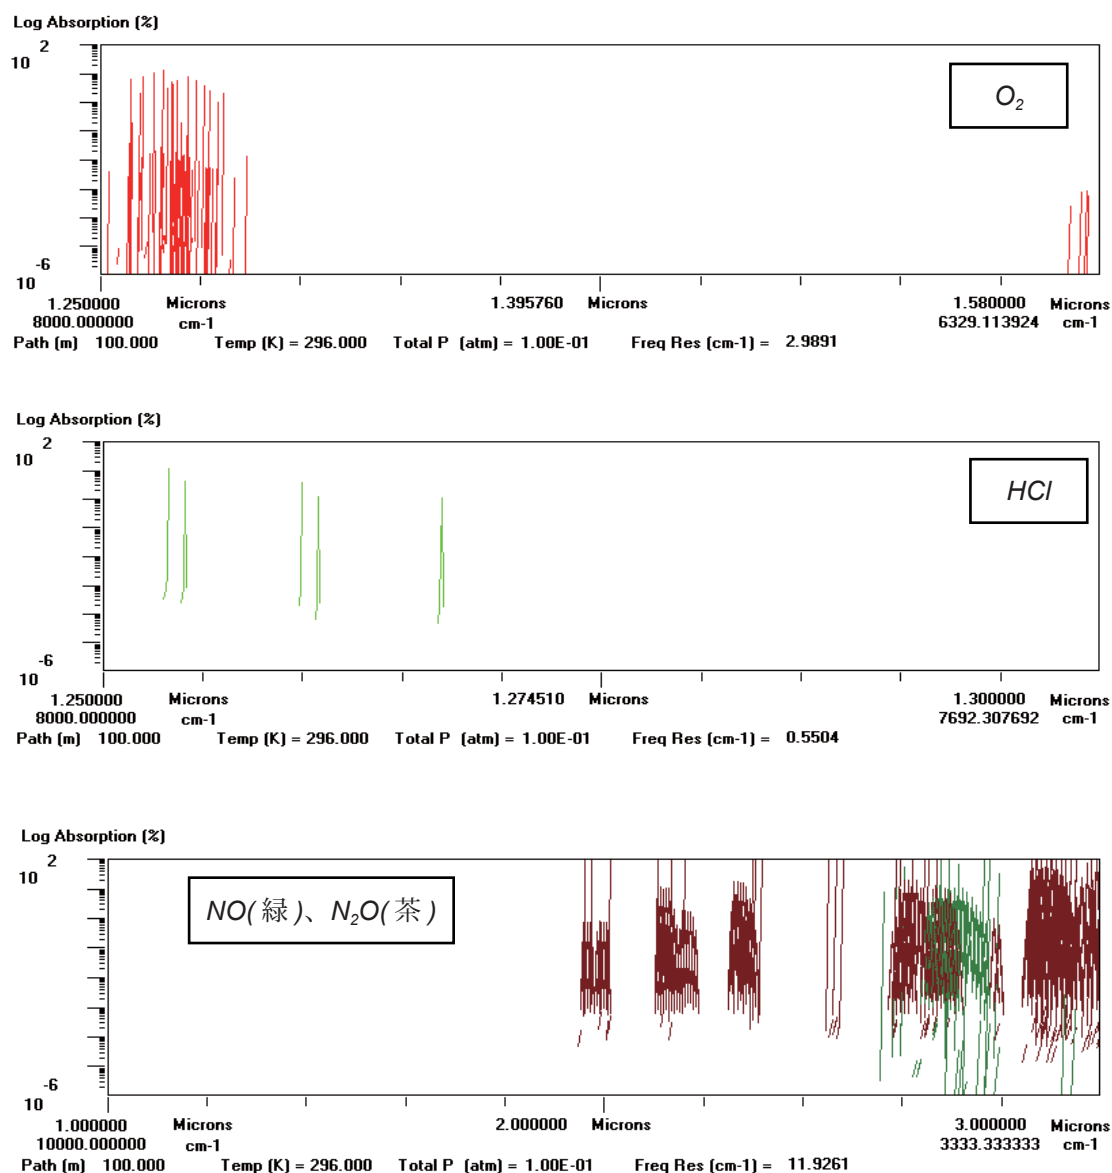 Log Absorption (%)
10 2
O2
10 -6
1.250000 Microns 1.395760 Microns 1.580000 Microns
8000.000000 cm-1 6329.113924 cm-1
Path (m) 100.000 Temp (K) = 296.000 Total P (atm) = 1.00E-01 Freq Res (cm-1) = 2.9891
Log Absorption (%)
10 2
HCl
10 -6
1.250000 Microns 1.274510 Microns 1.300000 Microns
8000.000000 cm-1 7692.307692 cm-1
Path (m) 100.000 Temp (K) = 296.000 Total P (atm) = 1.00E-01 Freq Res (cm-1) = 0.5504
Log Absorption (%)
10 2
NO(緑)、N2O(茶)
10 -6
1.000000 Microns 2.000000 Microns 3.000000 Microns
10000.000000 cm-1 3333.333333 cm-1
Path (m) 100.000 Temp (K) = 296.000 Total P (atm) = 1.00E-01 Freq Res (cm-1) = 11.9261